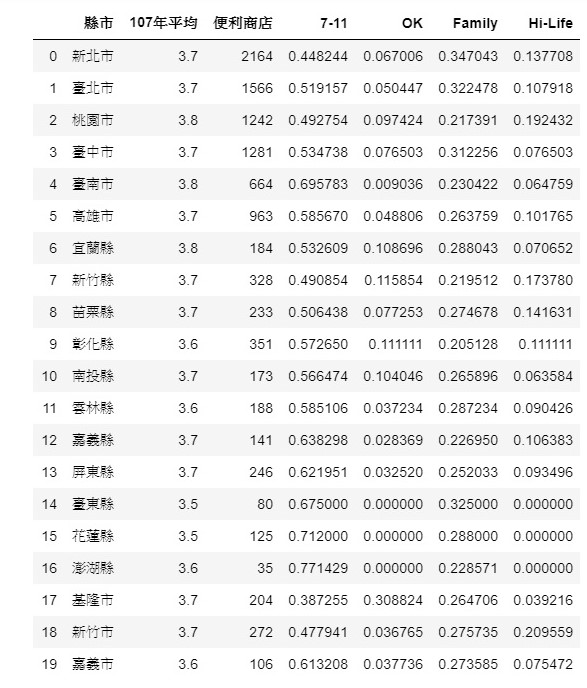 縣市 107年平均 便利商店 7-11 OK Family Hi-Life
0 新北市 3.7 2164 0.448244 0.067006 0.347043 0.137708
1 臺北市 3.7 1566 0.519157 0.050447 0.322478 0.107918
2 桃園市 3.8 1242 0.492754 0.097424 0.217391 0.192432
3 臺中市 3.7 1281 0.534738 0.076503 0.312256 0.076503
4 臺南市 3.8 664 0.695783 0.009036 0.230422 0.064759
5 高雄市 3.7 963 0.585670 0.048806 0.263759 0.101765
6 宜蘭縣 3.8 184 0.532609 0.108696 0.288043 0.070652
7 新竹縣 3.7 328 0.490854 0.115854 0.219512 0.173780
8 苗栗縣 3.7 233 0.506438 0.077253 0.274678 0.141631
9 彰化縣 3.6 351 0.572650 0.111111 0.205128 0.111111
10 南投縣 3.7 173 0.566474 0.104046 0.265896 0.063584
11 雲林縣 3.6 188 0.585106 0.037234 0.287234 0.090426
12 嘉義縣 3.7 141 0.638298 0.028369 0.226950 0.106383
13 屏東縣 3.7 246 0.621951 0.032520 0.252033 0.093496
14 臺東縣 3.5 80 0.675000 0.000000 0.325000 0.000000
15 花蓮縣 3.5 125 0.712000 0.000000 0.288000 0.000000
16 澎湖縣 3.6 35 0.771429 0.000000 0.228571 0.000000
17 基隆市 3.7 204 0.387255 0.308824 0.264706 0.039216
18 新竹市 3.7 272 0.477941 0.036765 0.275735 0.209559
19 嘉義市 3.6 106 0.613208 0.037736 0.273585 0.075472